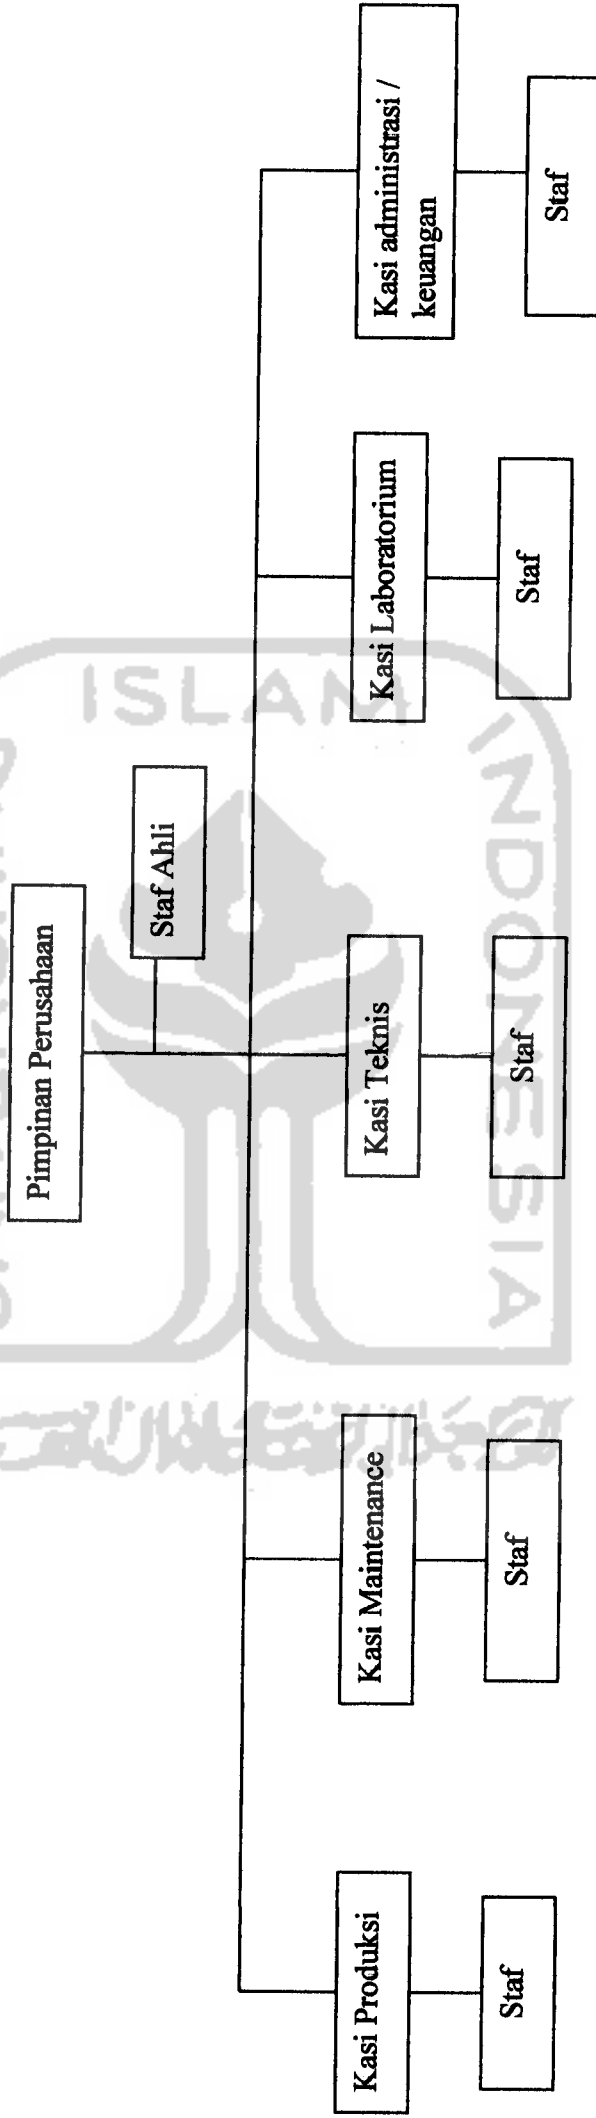 Pimpinan Perusahaan
Staf Ahli
Kasi Produksi
Kasi Maintenance
Kasi Teknis
Kasi Laboratorium
Kasi administrasi /
keuangan
Staf
Staf
Staf
Staf
Staf
ISLAM
INDONESIA